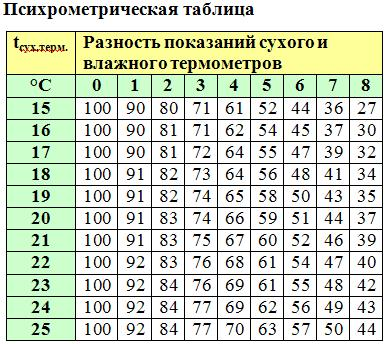 Психрометрическая таблица
tсух.терм. Разность показаний сухого и
влажного термометров
°C 0 1 2 3 4 5 6 7 8
15 100 90 80 71 61 52 44 36 27
16 100 90 81 71 62 54 45 37 30
17 100 90 81 72 64 55 47 39 32
18 100 91 82 73 64 56 48 41 34
19 100 91 82 74 65 58 50 43 35
20 100 91 83 74 66 59 51 44 37
21 100 91 83 75 67 60 52 46 39
22 100 92 83 76 68 61 54 47 40
23 100 92 84 76 69 61 55 48 42
24 100 92 84 77 69 62 56 49 43
25 100 92 84 77 70 63 57 50 44